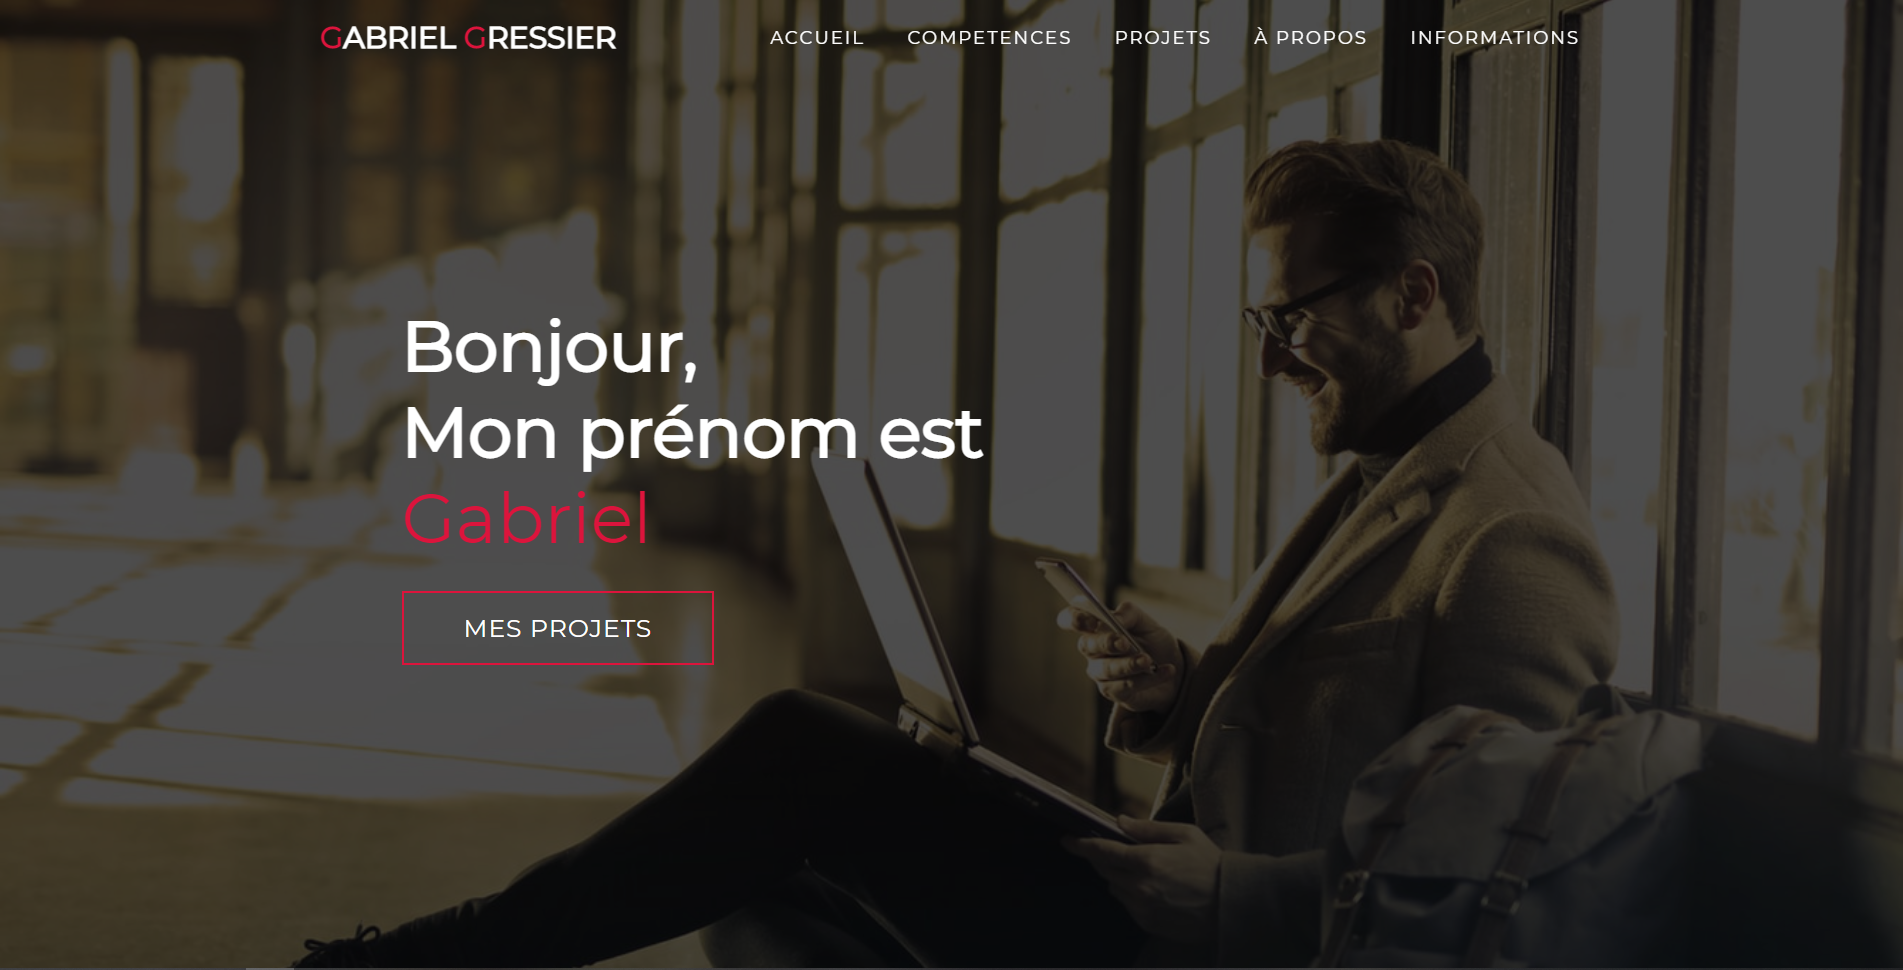 GABRIEL GRESSIER
ACCUEIL COMPETENCES PROJETS À PROPOS INFORMATIONS
Bonjour,
Mon prénom est
Gabriel
MES PROJETS